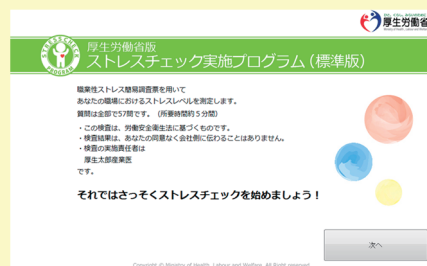 厚生労働省
STRESS CHECK
PROGRAM
厚生労働省版
ストレスチェック実施プログラム(標準版)
職業性ストレス簡易調査票を用いて
あなたの職場におけるストレスレベルを測定します。
質問は全部で57問です。(所要時間約5分間)
・この検査は、労働安全衛生法に基づくものです。
・検査結果は、あなたの同意なく会社側に伝わることはありません。
・検査の実施責任者は
厚生太郎産業医
です。
それではさっそくストレスチェックを始めましょう!
次へ
Copyright © Ministry of Health, Labour and Welfare, All Right reserved.